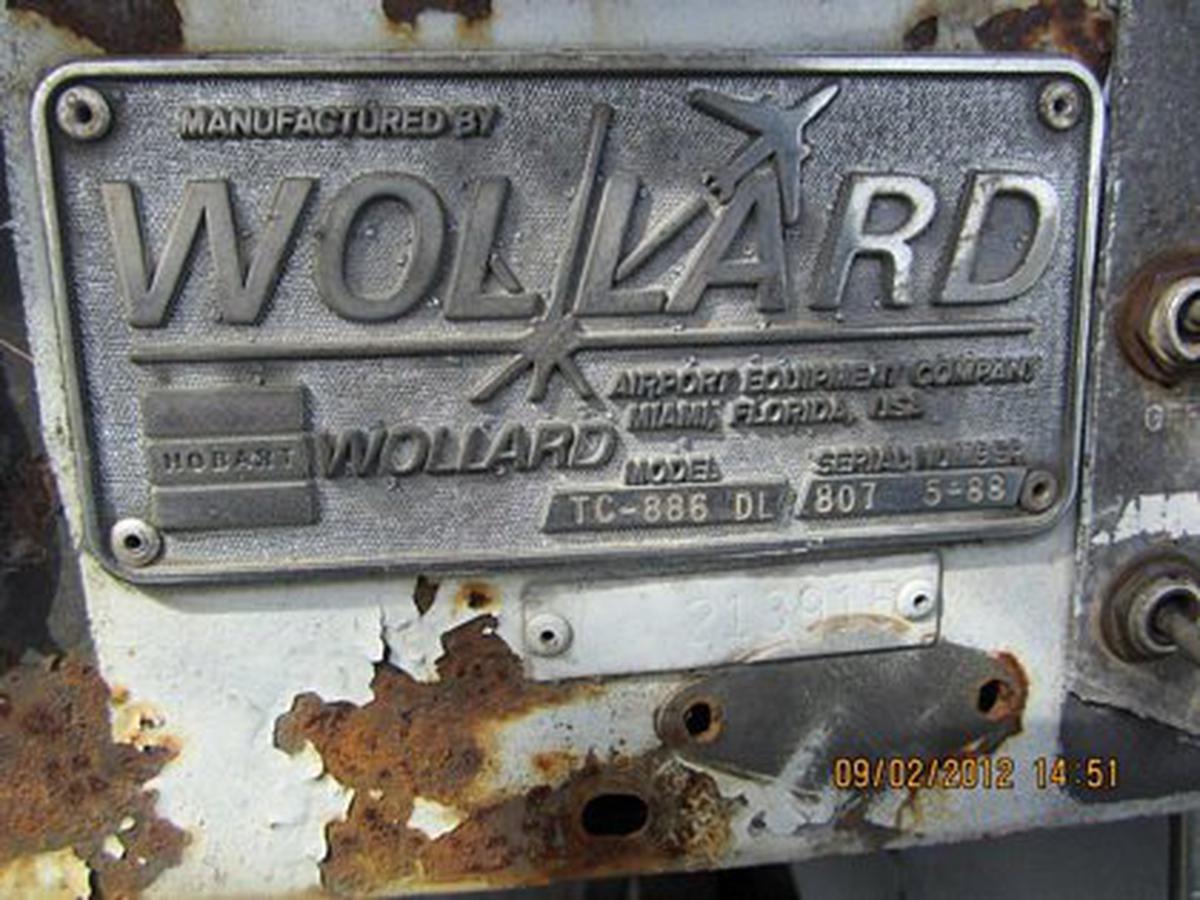 MANUFACTURED BY
WOLLARD
AIRPORT EQUIPMENT COMPANY
MIAMI, FLORIDA, USA
HOBART WOLLARD
MODEL SERIAL NUMBER
TC-886 DL 807 5-88
09/02/2012 14:51